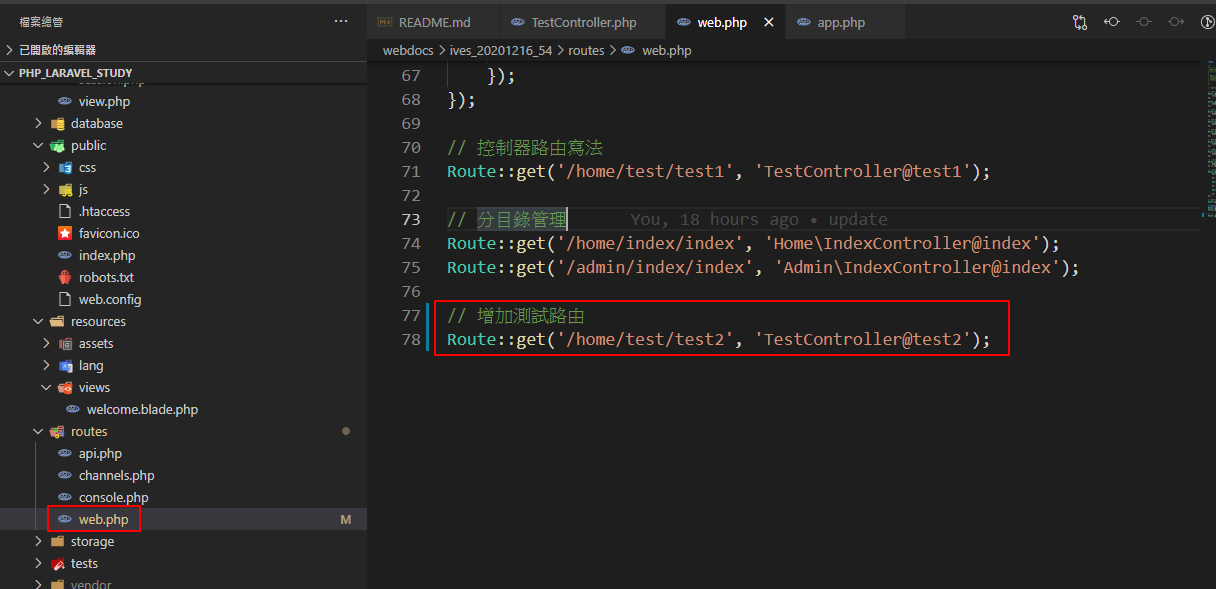 檔案總管
···
README.md
TestController.php
web.php
app.php
已開啟的編輯器
webdocs > ives_20201216_54 > routes > web.php
PHP_LARAVEL_STUDY
session.php
view.php
database
public
css
js
.htaccess
favicon.ico
index.php
robots.txt
web.config
resources
assets
lang
views
welcome.blade.php
routes
api.php
channels.php
console.php
web.php M
storage
tests
vendor
67 });
68 });
69
70 // 控制器路由寫法
71 Route::get('/home/test/test1', 'TestController@test1');
72
73 // 分目錄管理 You, 18 hours ago • update
74 Route::get('/home/index/index', 'Home\IndexController@index');
75 Route::get('/admin/index/index', 'Admin\IndexController@index');
76
77 // 增加測試路由
78 Route::get('/home/test/test2', 'TestController@test2');